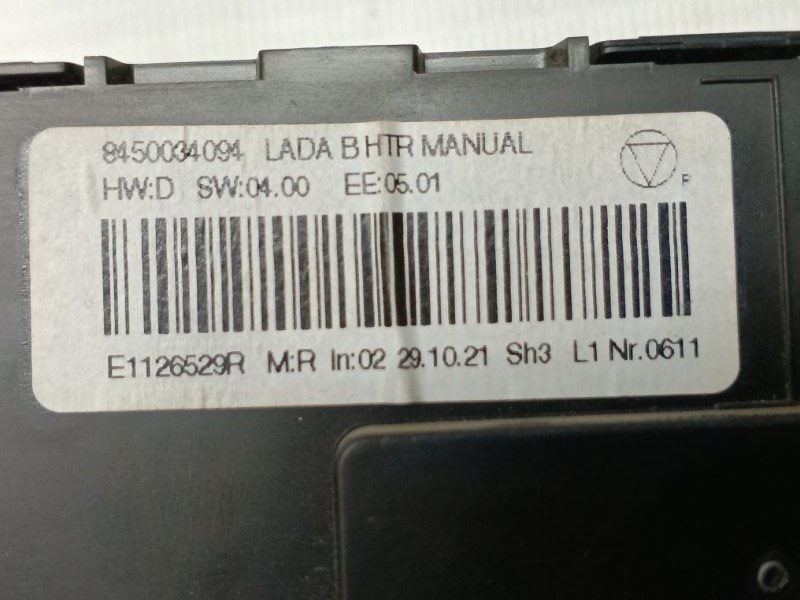 8450034094 LADA B HTR MANUAL
HW:D SW:04.00 EE:05.01
P
E1126529R M:R In:02 29.10.21 Sh3 L1 Nr.0611